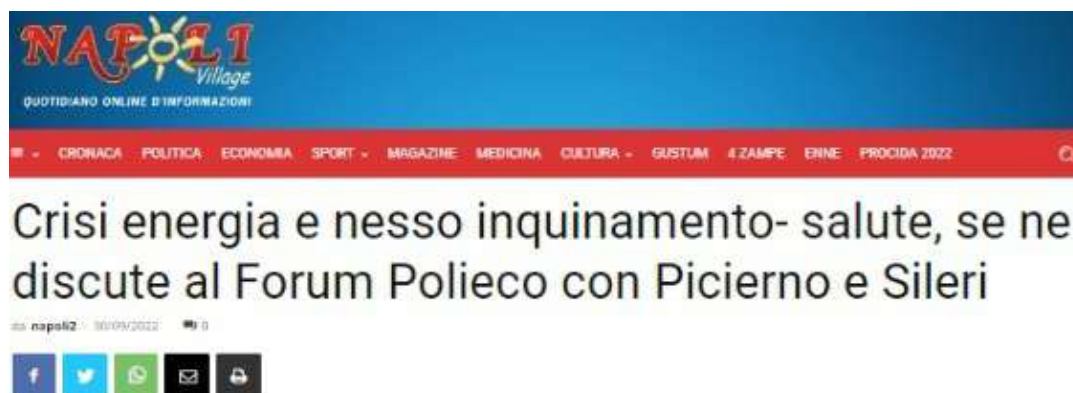 NAPOLI
Village
QUOTIDIANO ONLINE D'INFORMAZIONI
CRONACA POLITICA ECONOMIA SPORT MAGAZINE MEDICINA CULTURA GUSTUM 4 ZAMPE ENNE PROCIDA 2022
Crisi energia e nesso inquinamento- salute, se ne
discute al Forum Polieco con Picierno e Sileri
da napoli2 30/09/2022 0